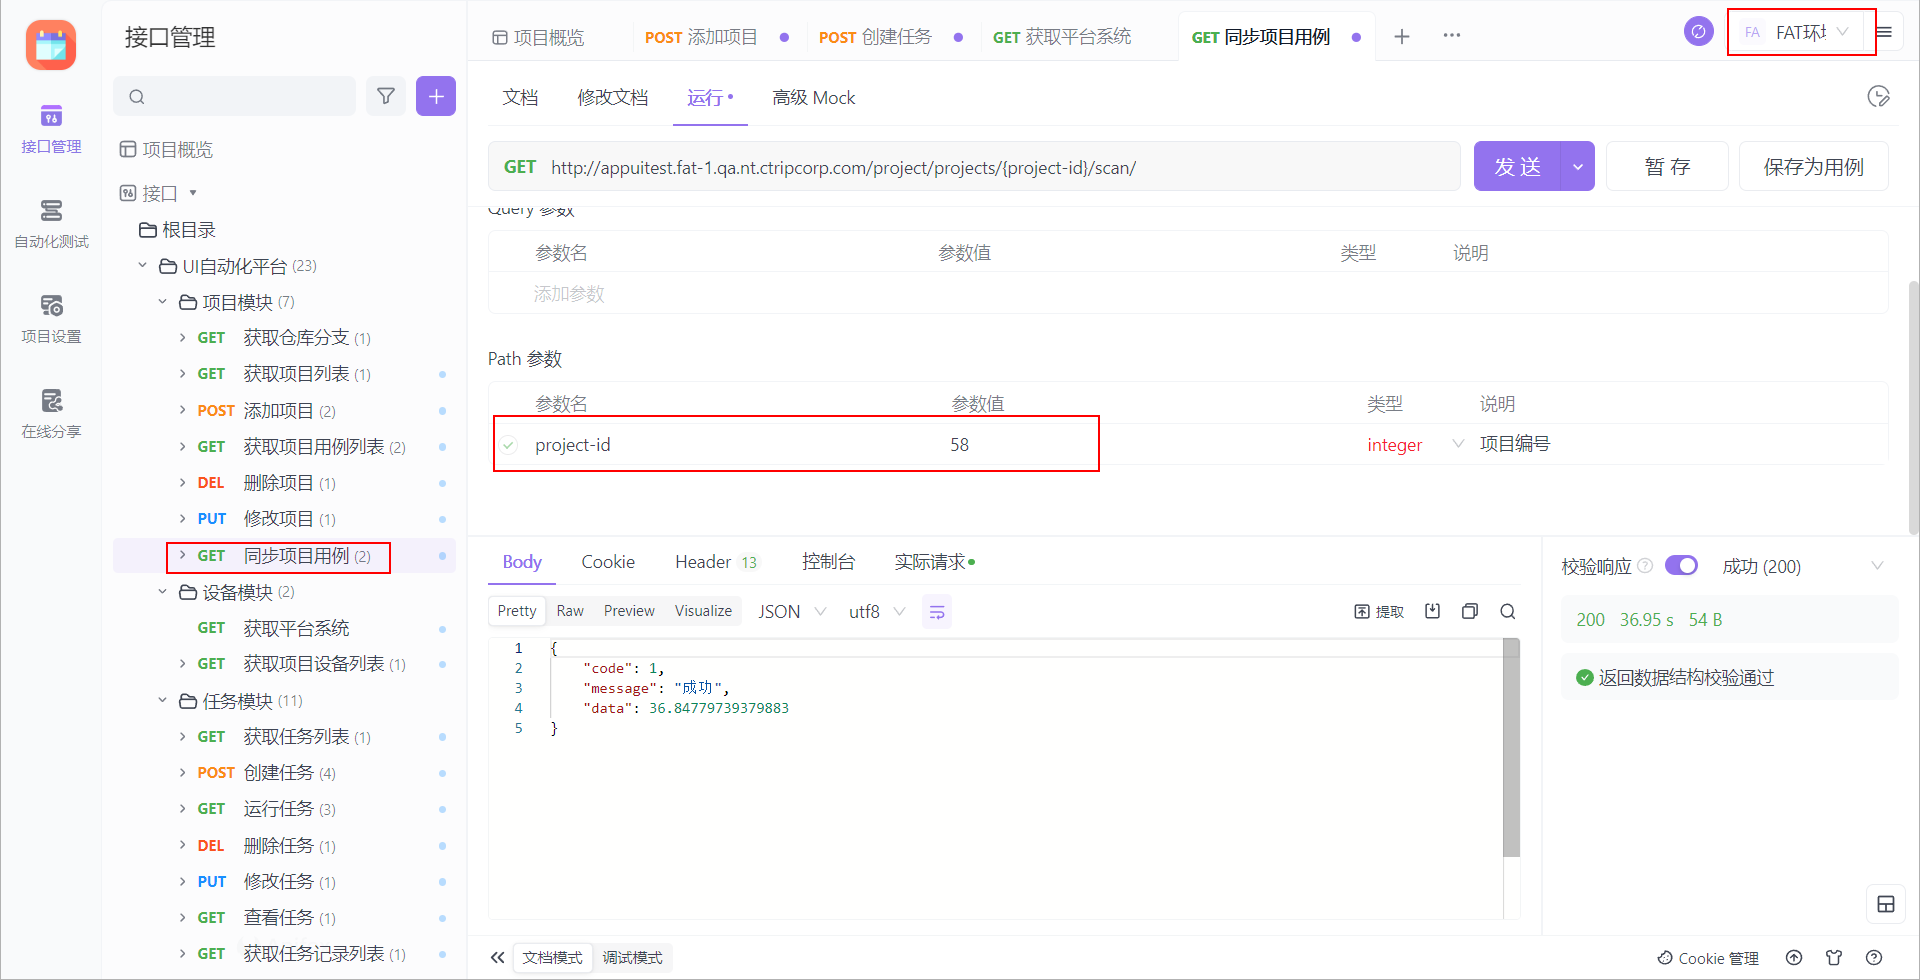 接口管理
自动化测试
项目设置
在线分享
接口管理
项目概览
接口
根目录
UI自动化平台 (23)
项目模块 (7)
GET 获取仓库分支 (1)
GET 获取项目列表 (1)
POST 添加项目 (2)
GET 获取项目用例列表 (2)
DEL 删除项目 (1)
PUT 修改项目 (1)
GET 同步项目用例 (2)
设备模块 (2)
GET 获取平台系统
GET 获取项目设备列表 (1)
任务模块 (11)
GET 获取任务列表 (1)
POST 创建任务 (4)
GET 运行任务 (3)
DEL 删除任务 (1)
PUT 修改任务 (1)
GET 查看任务 (1)
GET 获取任务记录列表 (1)
项目概览 POST 添加项目 POST 创建任务 GET 获取平台系统 GET 同步项目用例
FA FAT环
文档 修改文档 运行 高级 Mock
GET http://appuitest.fat-1.qa.nt.ctripcorp.com/project/projects/{project-id}/scan/
发 送 暂 存 保存为用例
Query 参数
参数名 参数值 类型 说明
添加参数
Path 参数
参数名 参数值 类型 说明
project-id 58 integer 项目编号
Body Cookie Header 13 控制台 实际请求
Pretty Raw Preview Visualize JSON utf8 提取
1 {
2 "code": 1,
3 "message": "成功",
4 "data": 36.84779739379883
5 }
校验响应 成功 (200)
200 36.95 s 54 B
返回数据结构校验通过
文档模式 调试模式
Cookie 管理